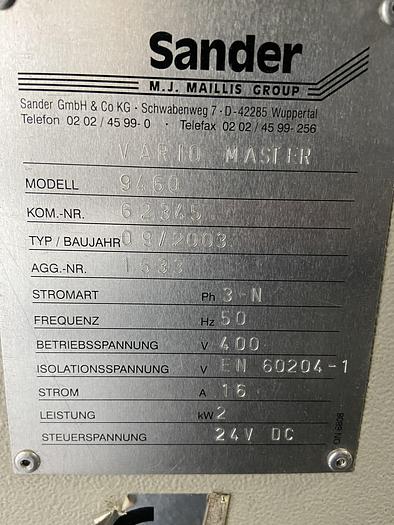 Sander
M.J. MAILLIS GROUP
Sander GmbH & Co KG · Schwabenweg 7 · D-42285 Wuppertal
Telefon 02 02 / 45 99-0 · Telefax 02 02 / 45 99-256
VARIO MASTER
MODELL 9460
KOM.-NR. 62345
TYP / BAUJAHR 09/2003
AGG.-NR. 1533
STROMART Ph 3-N
FREQUENZ Hz 50
BETRIEBSSPANNUNG V 400
ISOLATIONSSPANNUNG V EN 60204-1
STROM A 16
LEISTUNG kW 2
STEUERSPANNUNG 24V DC